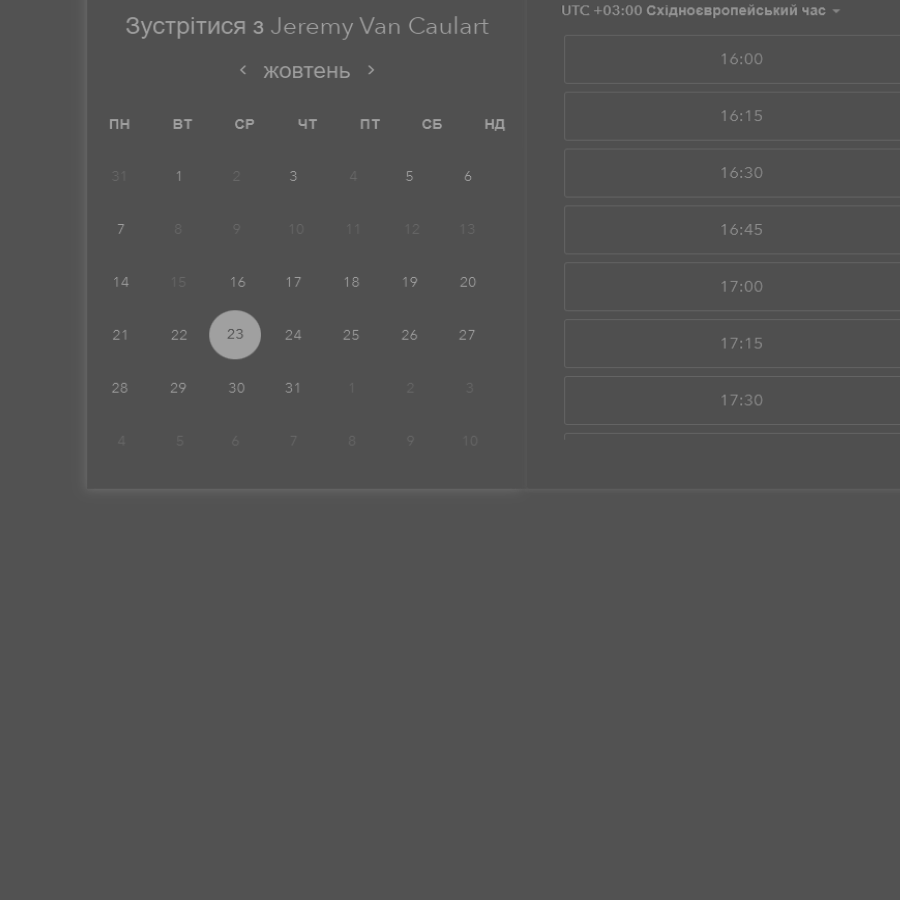 Зустрітися з Jeremy Van Caulart
жовтень
ПН ВТ СР ЧТ ПТ СБ НД
31 1 2 3 4 5 6
7 8 9 10 11 12 13
14 15 16 17 18 19 20
21 22 23 24 25 26 27
28 29 30 31 1 2 3
4 5 6 7 8 9 10
UTC +03:00 Східноєвропейський час
16:00
16:15
16:30
16:45
17:00
17:15
17:30